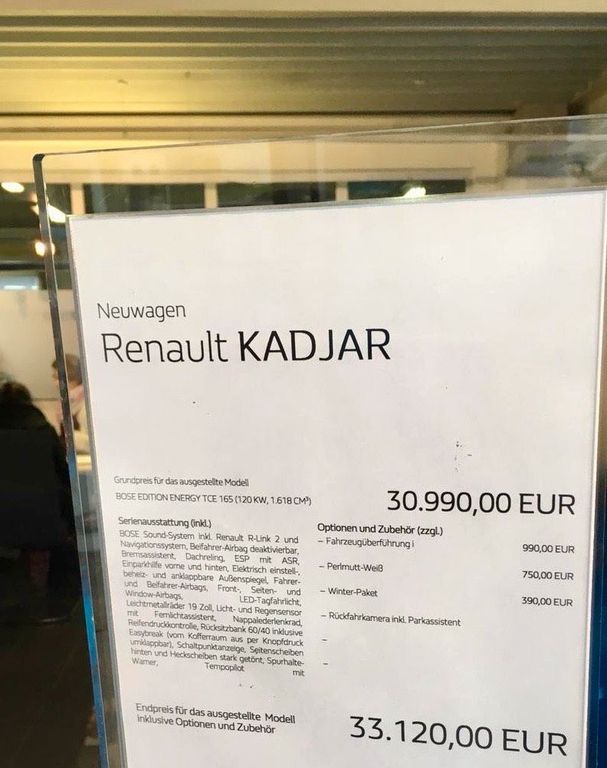 Neuwagen
Renault KADJAR
Grundpreis für das ausgestellte Modell
BOSE EDITION ENERGY TCE 165 (120 KW, 1.618 CM³)
30.990,00 EUR
Serienausstattung (inkl.)
BOSE Sound-System inkl. Renault R-Link 2 und
Navigationssystem, Beifahrer-Airbag deaktivierbar,
Bremsassistent, Dachreling, ESP mit ASR,
Einparkhilfe vorne und hinten, Elektrisch einstell-,
beheiz- und anklappbare Außenspiegel, Fahrer-
und Beifahrer-Airbags, Front-, Seiten- und
Window-Airbags, LED-Tagfahrlicht,
Leichtmetallräder 19 Zoll, Licht- und Regensensor
mit Fernlichtassistent, Nappalederlenkrad,
Reifendruckkontrolle, Rücksitzbank 60/40 inklusive
Easybreak (vom Kofferraum aus per Knopfdruck
umklappbar), Schaltpunktanzeige, Seitenscheiben
hinten und Heckscheiben stark getönt, Spurhalte-
Warner, Tempopilot mit
Optionen und Zubehör (zzgl.)
– Fahrzeugüberführung i 990,00 EUR
– Perlmutt-Weiß 750,00 EUR
– Winter-Paket 390,00 EUR
– Rückfahrkamera inkl. Parkassistent
–
–
Endpreis für das ausgestellte Modell
inklusive Optionen und Zubehör
33.120,00 EUR